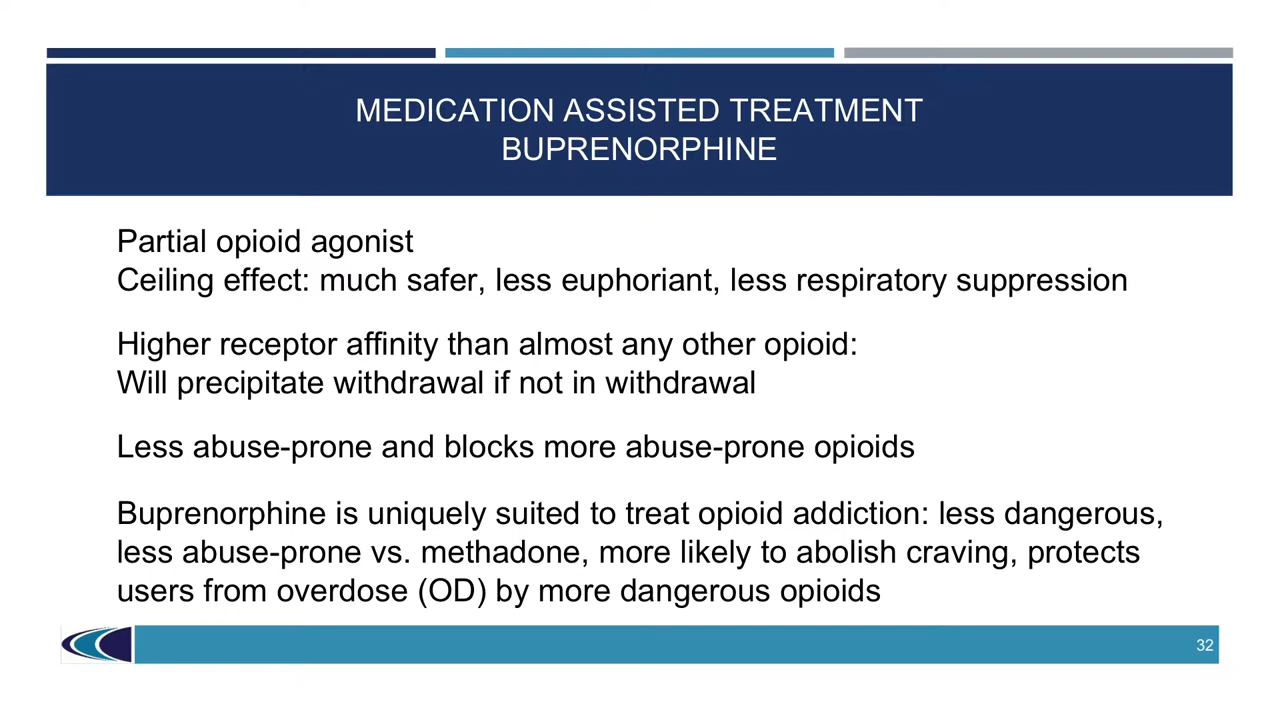 MEDICATION ASSISTED TREATMENT
BUPRENORPHINE
Partial opioid agonist
Ceiling effect: much safer, less euphoriant, less respiratory suppression
Higher receptor affinity than almost any other opioid:
Will precipitate withdrawal if not in withdrawal
Less abuse-prone and blocks more abuse-prone opioids
Buprenorphine is uniquely suited to treat opioid addiction: less dangerous,
less abuse-prone vs. methadone, more likely to abolish craving, protects
users from overdose (OD) by more dangerous opioids
32